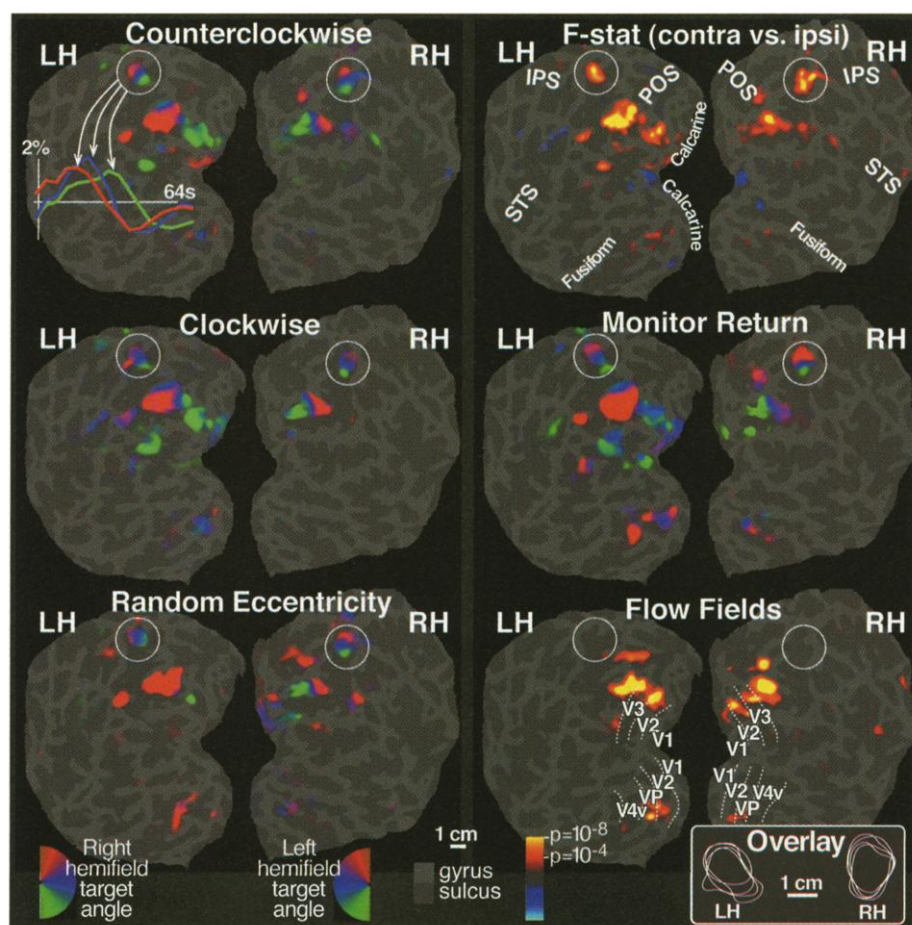 Counterclockwise
LH
RH
2%
64s
F-stat (contra vs. ipsi)
LH
RH
IPS
POS
POS
IPS
Calcarine
Calcarine
STS
STS
Fusiform
Fusiform
Clockwise
LH
RH
Monitor Return
LH
RH
Random Eccentricity
LH
RH
Flow Fields
LH
RH
V3
V2
V1
V3
V2
V1
V1
V2
VP
V4v
V1
V2
VP
V4v
Right
hemifield
target
angle
Left
hemifield
target
angle
1 cm
gyrus
sulcus
p=10-8
p=10-4
Overlay
1 cm
LH
RH